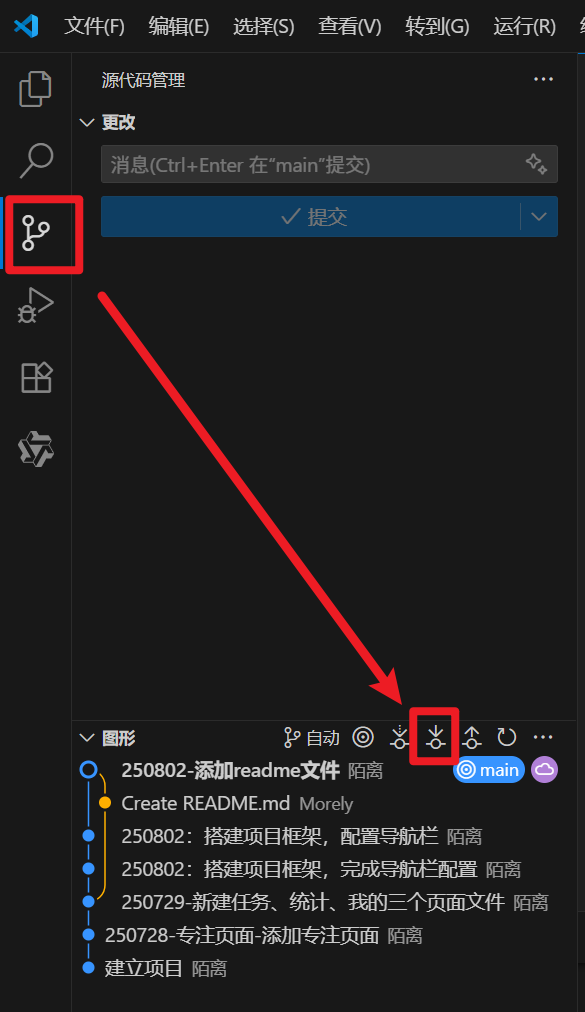 文件(F) 编辑(E) 选择(S) 查看(V) 转到(G) 运行(R)
源代码管理
更改
消息(Ctrl+Enter 在“main”提交)
提交
图形 自动
250802-添加readme文件 陌离 main
Create README.md Morely
250802：搭建项目框架，配置导航栏 陌离
250802：搭建项目框架，完成导航栏配置 陌离
250729-新建任务、统计、我的三个页面文件 陌离
250728-专注页面-添加专注页面 陌离
建立项目 陌离